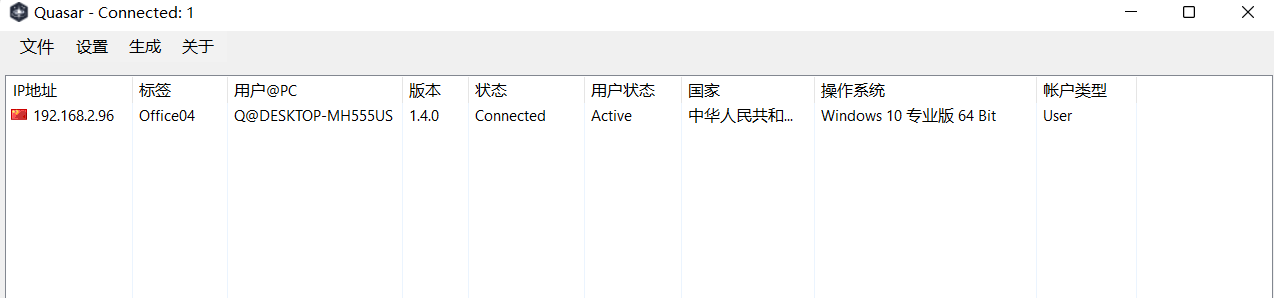 Quasar - Connected: 1
文件 设置 生成 关于
IP地址 标签 用户@PC 版本 状态 用户状态 国家 操作系统 帐户类型
192.168.2.96 Office04 Q@DESKTOP-MH555US 1.4.0 Connected Active 中华人民共和... Windows 10 专业版 64 Bit User